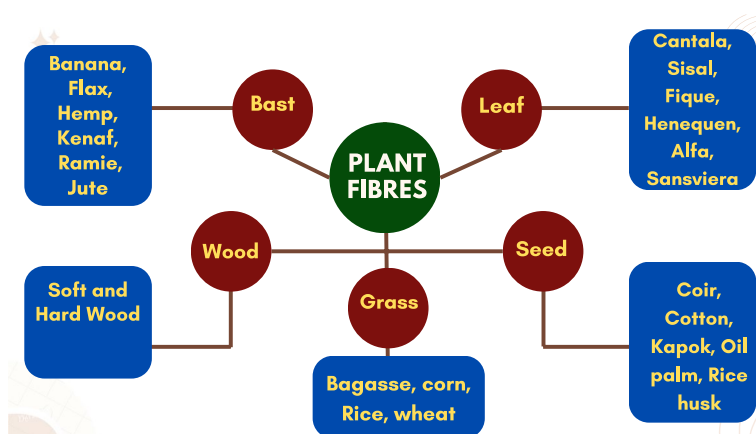 PLANT
FIBRES
Bast
Banana,
Flax,
Hemp,
Kenaf,
Ramie,
Jute
Leaf
Cantala,
Sisal,
Fique,
Henequen,
Alfa,
Sansviera
Wood
Soft and
Hard Wood
Grass
Bagasse, corn,
Rice, wheat
Seed
Coir,
Cotton,
Kapok, Oil
palm, Rice
husk